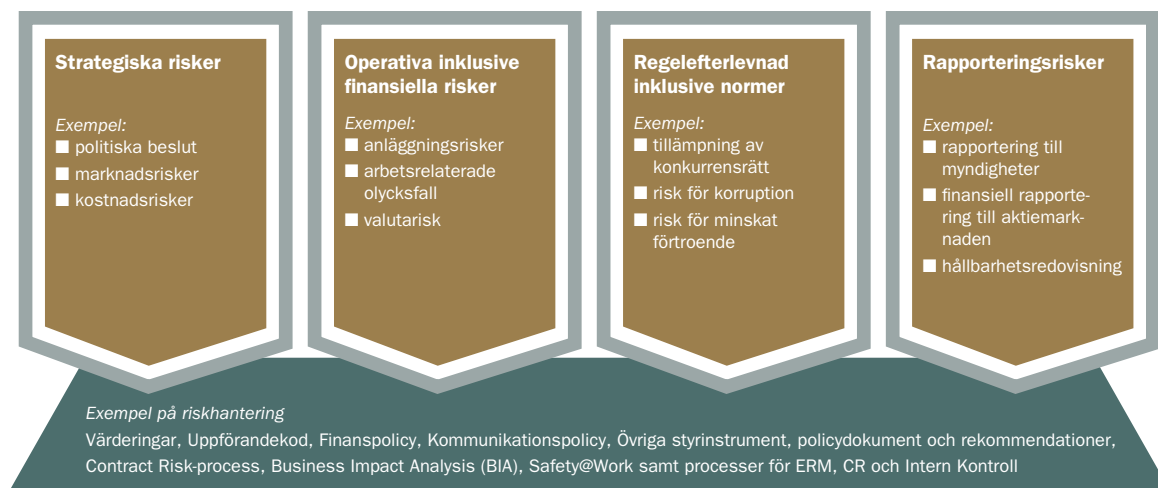 Strategiska risker
Exempel:
■ politiska beslut
■ marknadsrisker
■ kostnadsrisker
Operativa inklusive
finansiella risker
Exempel:
■ anläggningsrisker
■ arbetsrelaterade
olycksfall
■ valutarisk
Regelefterlevnad
inklusive normer
Exempel:
■ tillämpning av
konkurrensrätt
■ risk för korruption
■ risk för minskat
förtroende
Rapporteringsrisker
Exempel:
■ rapportering till
myndigheter
■ finansiell rapporte-
ring till aktiemark-
naden
■ hållbarhetsredovisning
Exempel på riskhantering
Värderingar, Uppförandekod, Finanspolicy, Kommunikationspolicy, Övriga styrinstrument, policydokument och rekommendationer,
Contract Risk-process, Business Impact Analysis (BIA), Safety@Work samt processer för ERM, CR och Intern Kontroll